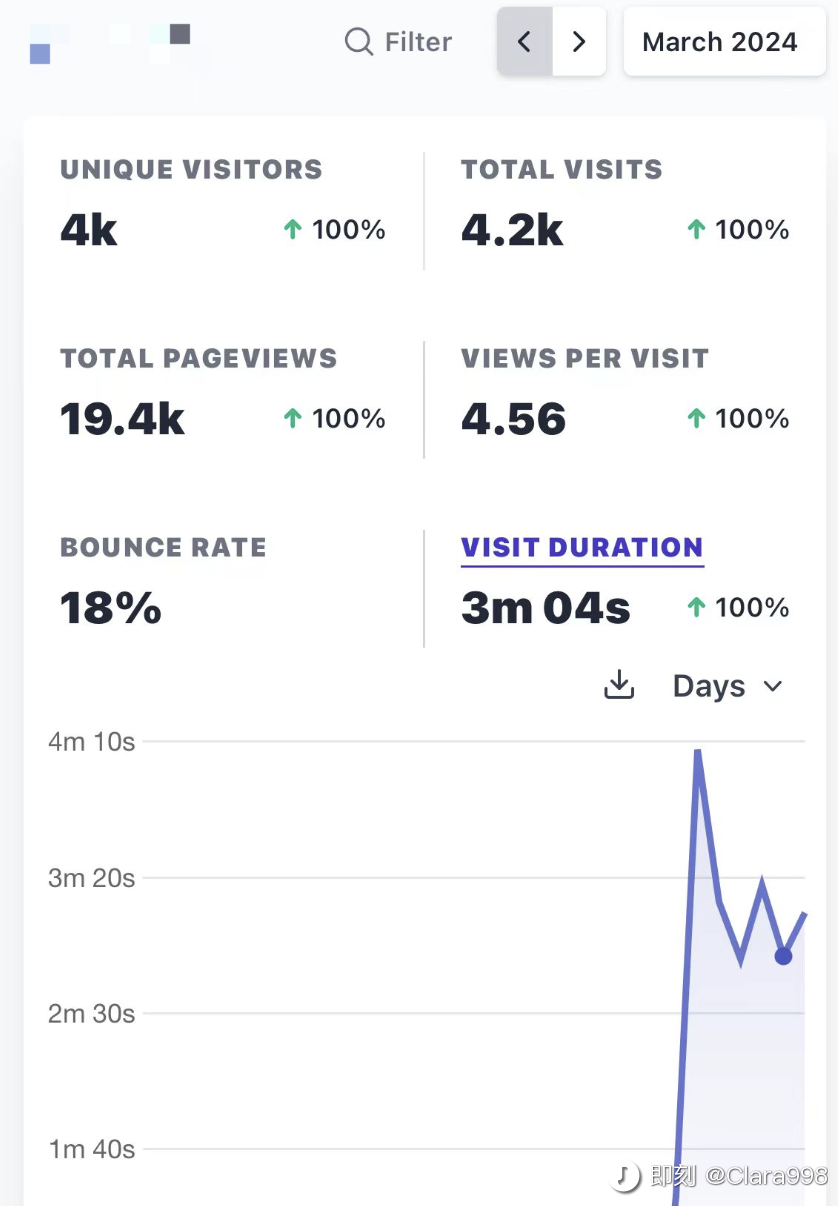 Filter
March 2024
UNIQUE VISITORS
4k
100%
TOTAL VISITS
4.2k
100%
TOTAL PAGEVIEWS
19.4k
100%
VIEWS PER VISIT
4.56
100%
BOUNCE RATE
18%
VISIT DURATION
3m 04s
100%
Days
4m 10s
3m 20s
2m 30s
1m 40s
即刻 @Clara998